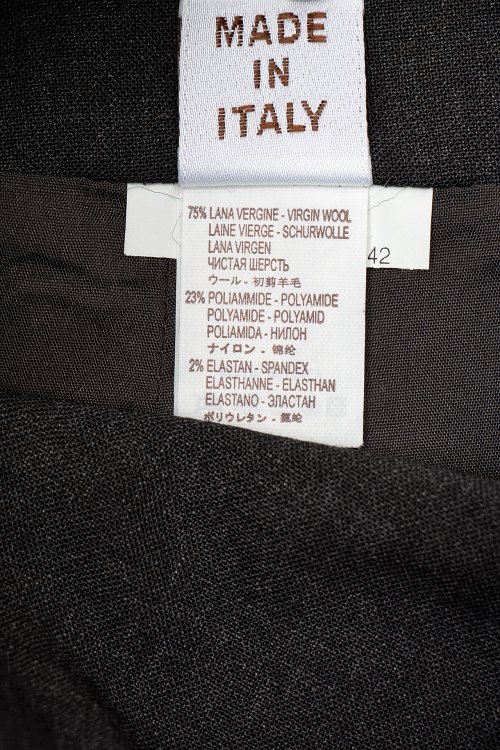 MADE
IN
ITALY
75% LANA VERGINE - VIRGIN WOOL
LAINE VIERGE - SCHURWOLLE
LANA VIRGEN
ЧИСТАЯ ШЕРСТЬ
ウール - 初剪羊毛
42
23% POLIAMMIDE - POLYAMIDE
POLYAMIDE - POLYAMID
POLIAMIDA - НИЛОН
ナイロン - 锦纶
2% ELASTAN - SPANDEX
ELASTHANNE - ELASTHAN
ELASTANO - ЭЛАСТАН
ポリウレタン - 氨纶